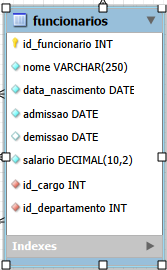 funcionarios
id_funcionario INT
nome VARCHAR(250)
data_nascimento DATE
admissao DATE
demissao DATE
salario DECIMAL(10,2)
id_cargo INT
id_departamento INT
Indexes